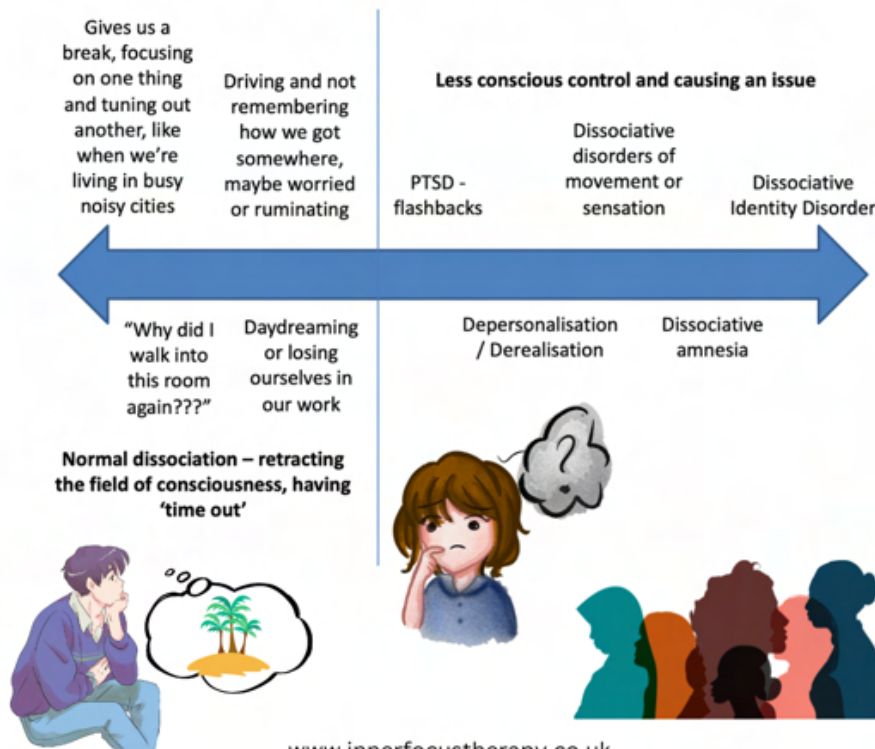 Gives us a
break, focusing
on one thing
and tuning out
another, like
when we're
living in busy
noisy cities
Driving and not
remembering
how we got
somewhere,
maybe worried
or ruminating
Less conscious control and causing an issue
PTSD -
flashbacks
Dissociative
disorders of
movement or
sensation
Dissociative
Identity Disorder
"Why did I
walk into
this room
again???"
Daydreaming
or losing
ourselves in
our work
Depersonalisation
/ Derealisation
Dissociative
amnesia
Normal dissociation – retracting
the field of consciousness, having
'time out'
?
www.innerfocustherapy.co.uk